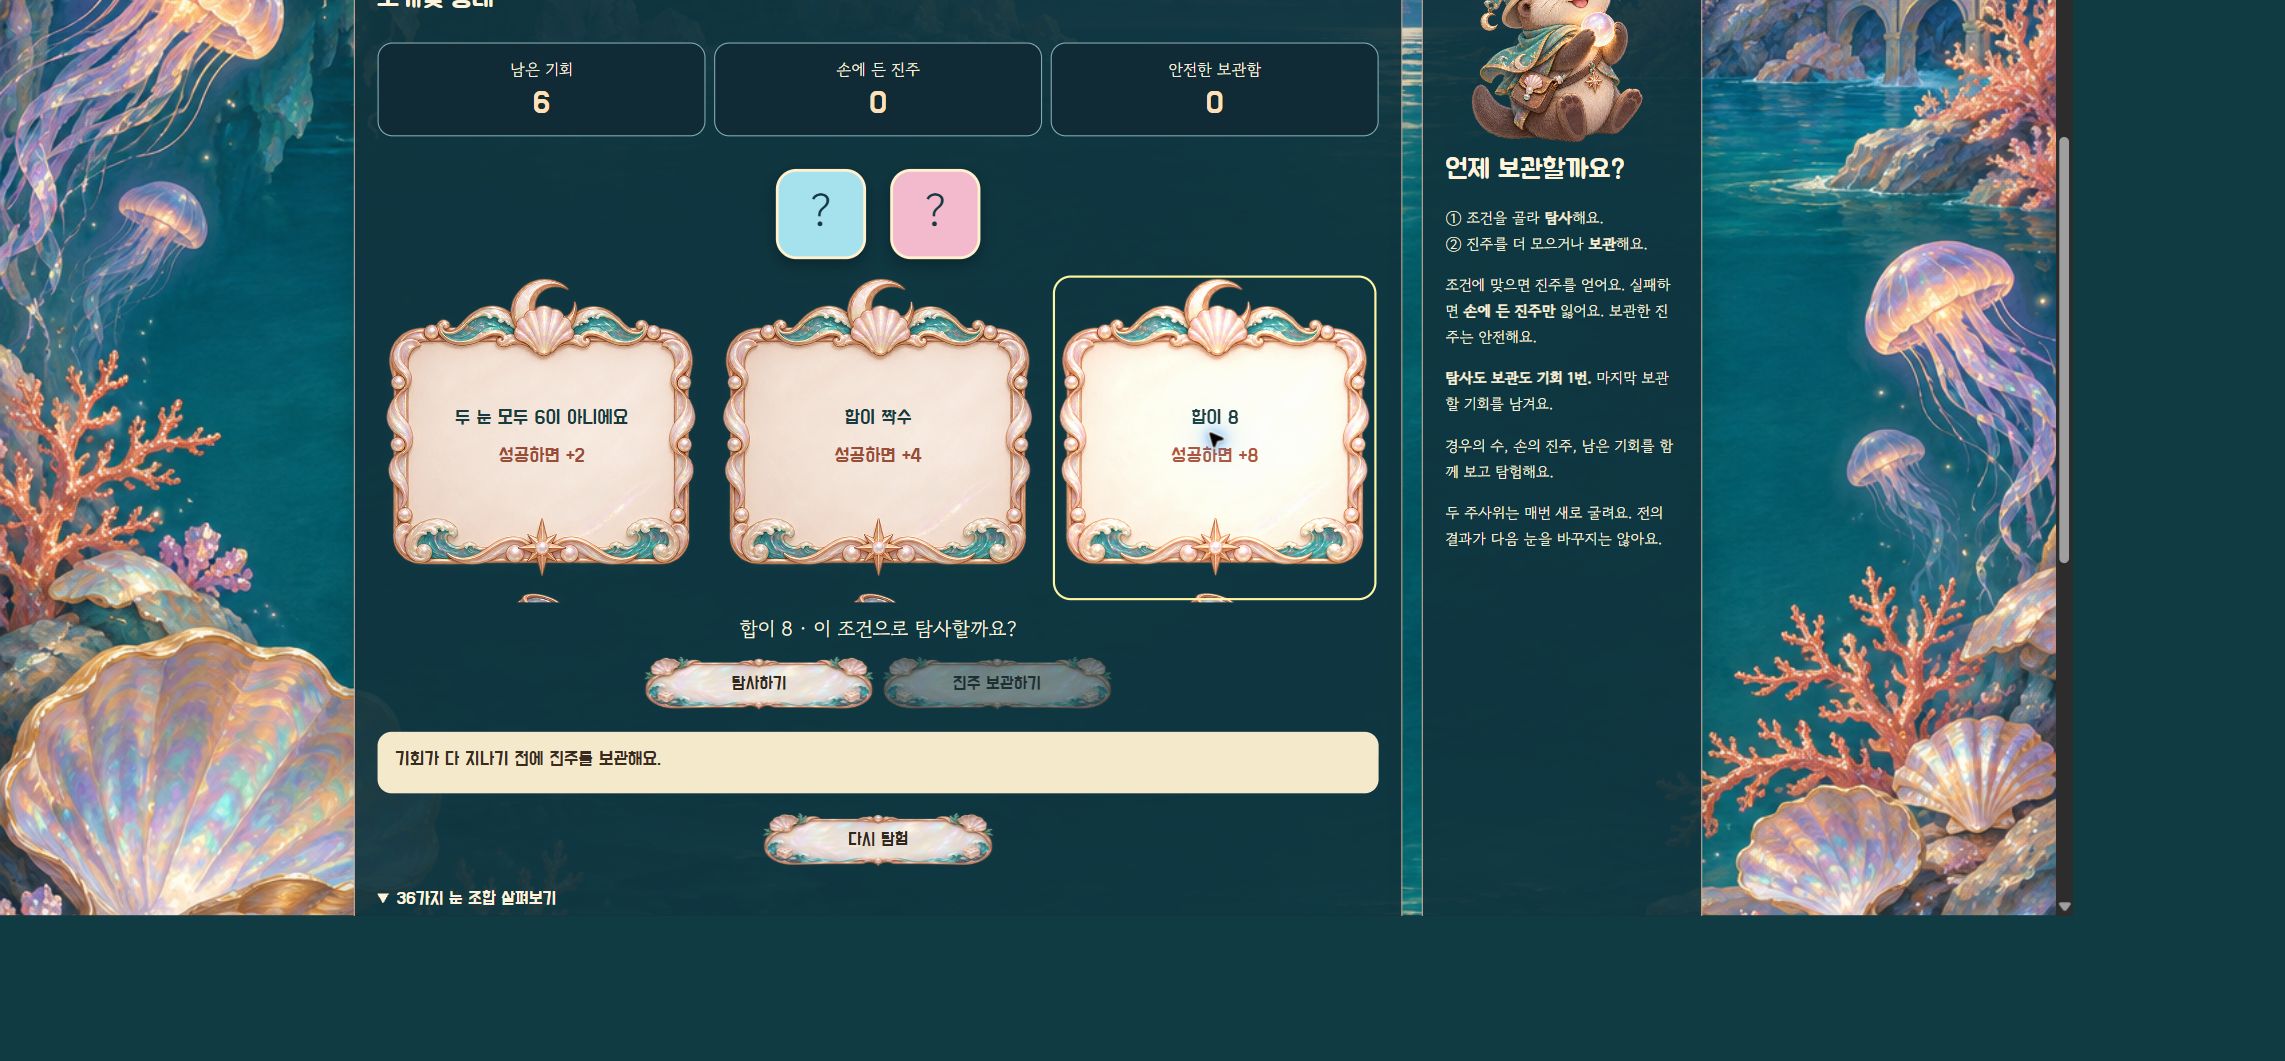 남은 기회
6
손에 든 진주
0
안전한 보관함
0
?
?
두 눈 모두 6이 아니에요
성공하면 +2
합이 짝수
성공하면 +4
합이 8
성공하면 +8
합이 8 · 이 조건으로 탐사할까요?
탐사하기
진주 보관하기
기회가 다 지나기 전에 진주를 보관해요.
다시 탐험
▼ 36가지 눈 조합 살펴보기
언제 보관할까요?
① 조건을 골라 탐사해요.
② 진주를 더 모으거나 보관해요.
조건에 맞으면 진주를 얻어요. 실패하
면 손에 든 진주만 잃어요. 보관한 진
주는 안전해요.
탐사도 보관도 기회 1번. 마지막 보관
할 기회를 남겨요.
경우의 수, 손의 진주, 남은 기회를 함
께 보고 탐험해요.
두 주사위는 매번 새로 굴려요. 전의
결과가 다음 눈을 바꾸지는 않아요.